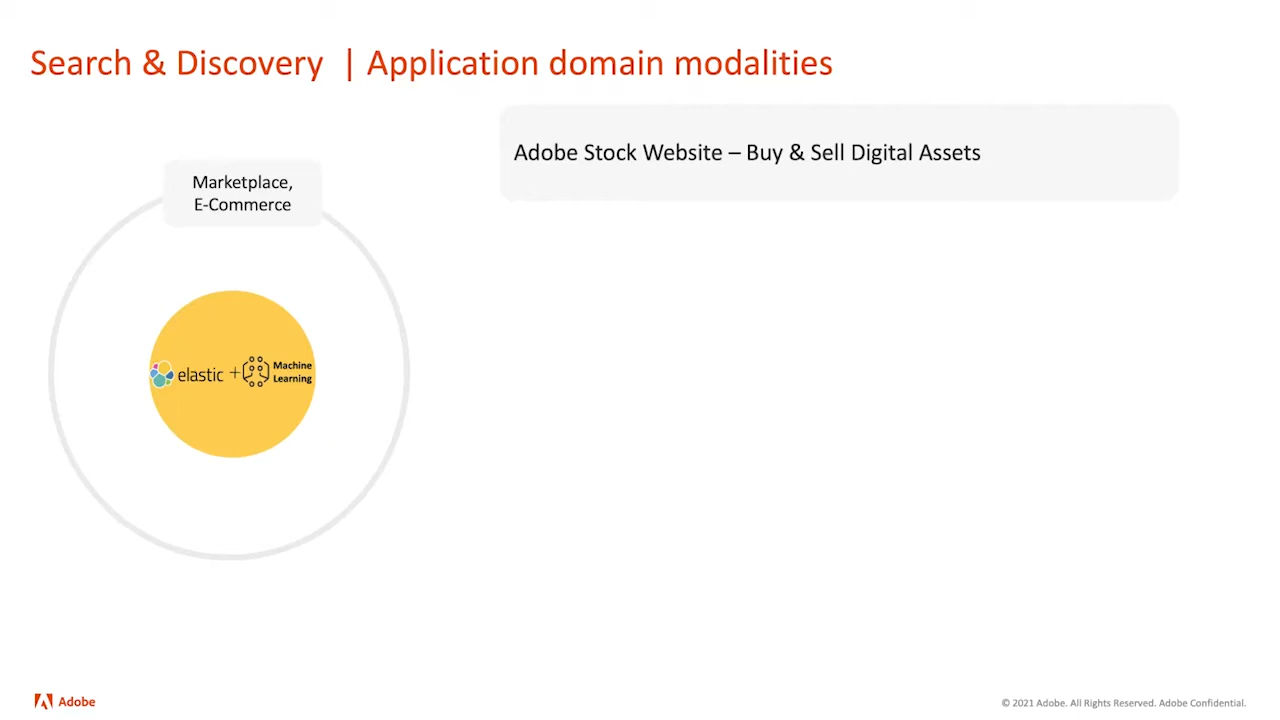 Search & Discovery | Application domain modalities
Adobe Stock Website – Buy & Sell Digital Assets
Marketplace,
E-Commerce
elastic + Machine
Learning
Adobe
© 2021 Adobe. All Rights Reserved. Adobe Confidential.